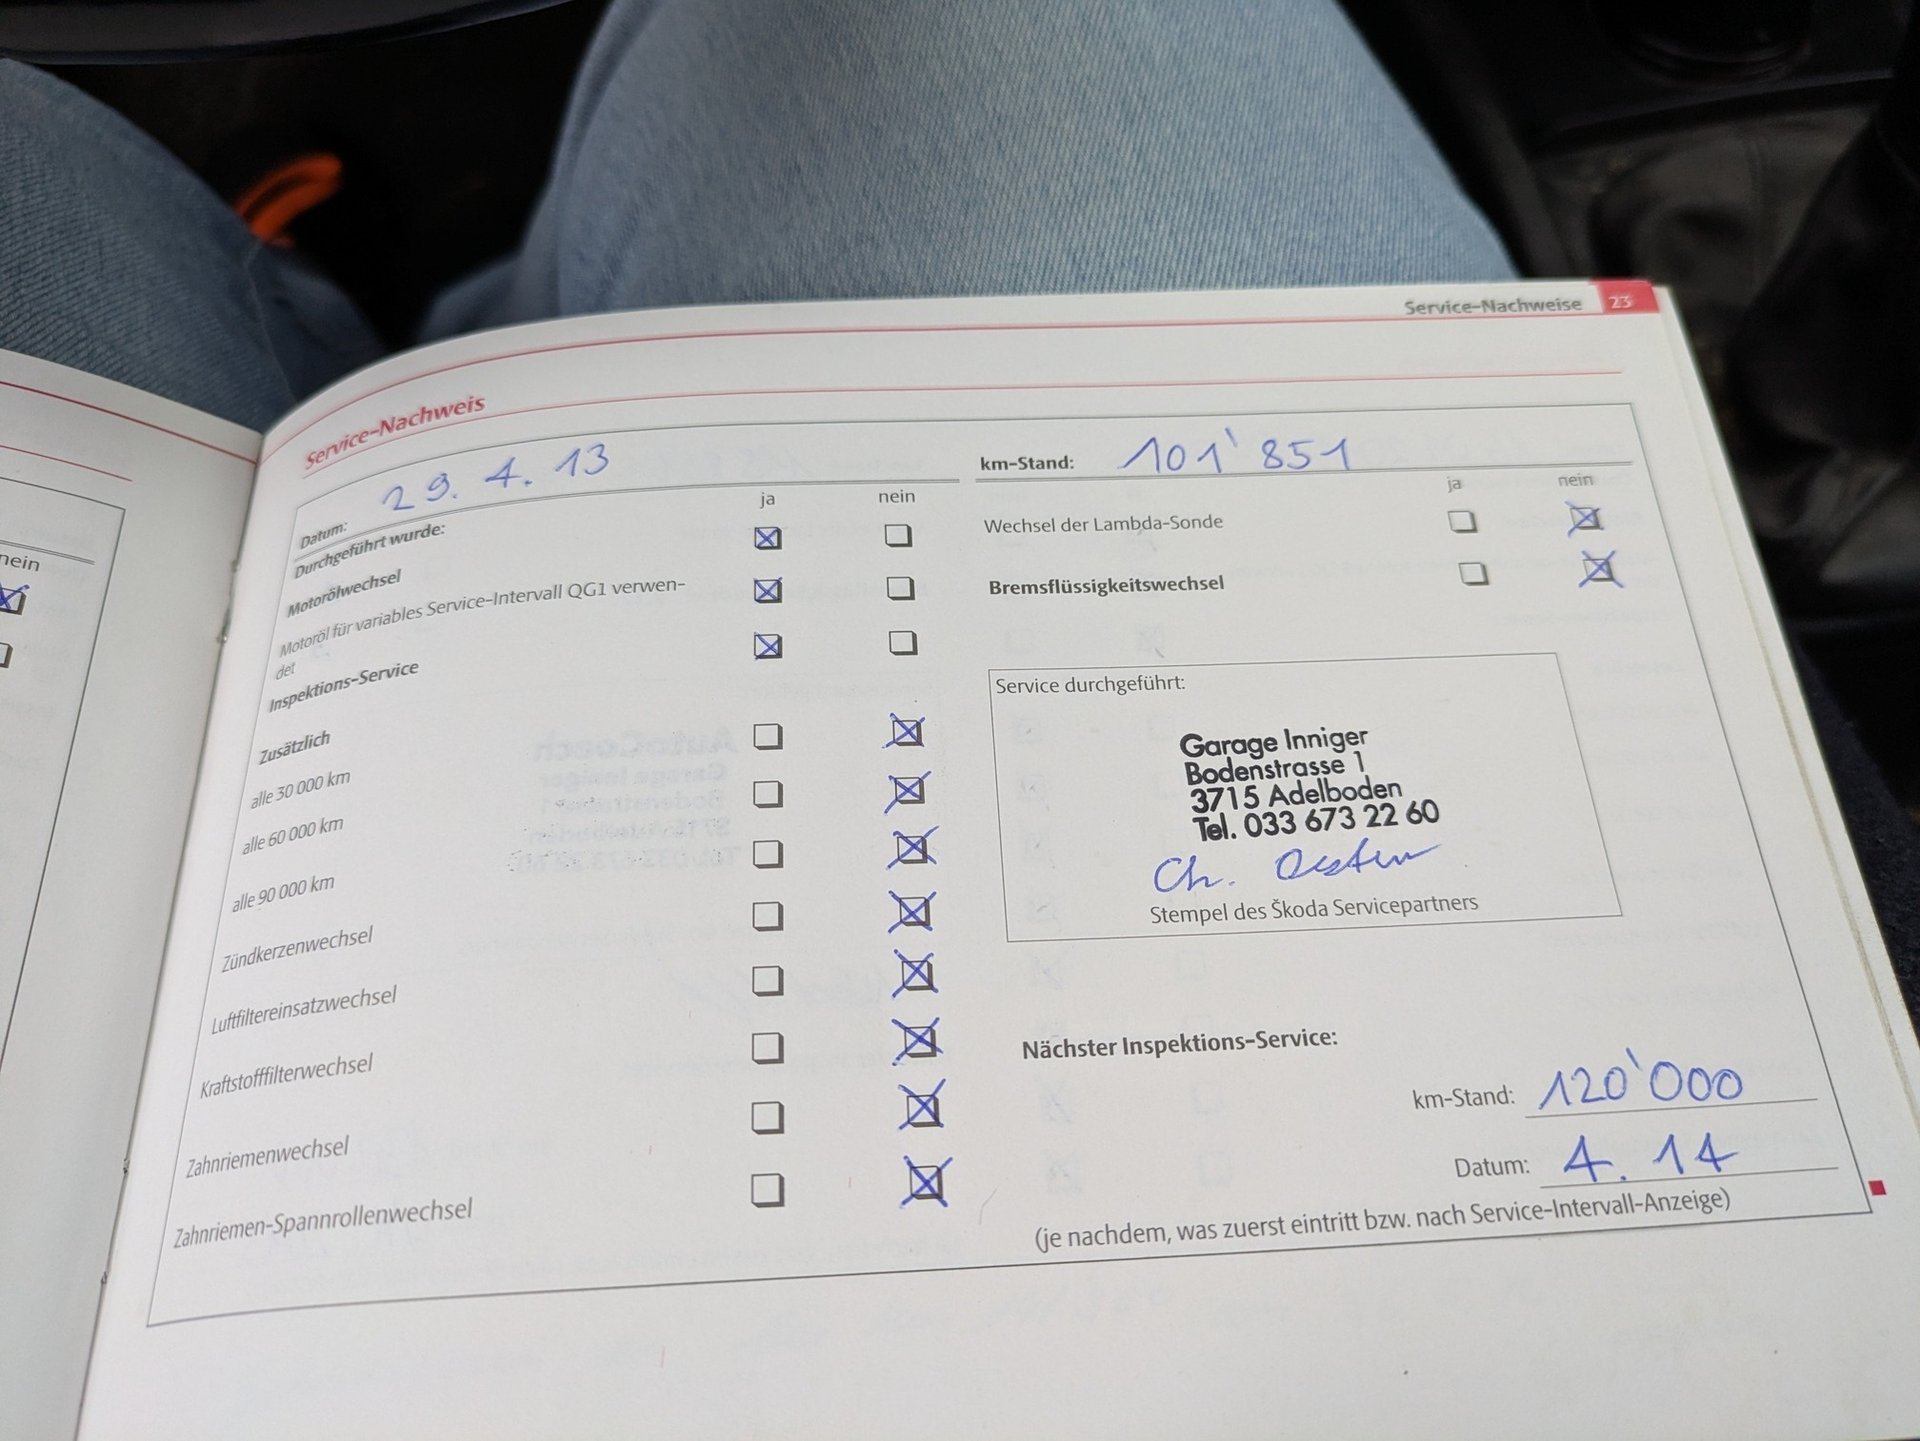 Service-Nachweise 23
Service-Nachweis
Datum: 29. 4. 13
km-Stand: 101'851
Durchgeführt wurde:
ja nein
Motorölwechsel
Motoröl für variables Service-Intervall QG1 verwen-
det
Inspektions-Service
Zusätzlich
alle 30 000 km
alle 60 000 km
alle 90 000 km
Zündkerzenwechsel
Luftfiltereinsatzwechsel
Kraftstofffilterwechsel
Zahnriemenwechsel
Zahnriemen-Spannrollenwechsel
ja nein
Wechsel der Lambda-Sonde
Bremsflüssigkeitswechsel
Service durchgeführt:
Garage Inniger
Bodenstrasse 1
3715 Adelboden
Tel. 033 673 22 60
Ch.
Stempel des Škoda Servicepartners
Nächster Inspektions-Service:
km-Stand: 120'000
Datum: 4. 14
(je nachdem, was zuerst eintritt bzw. nach Service-Intervall-Anzeige)
nein